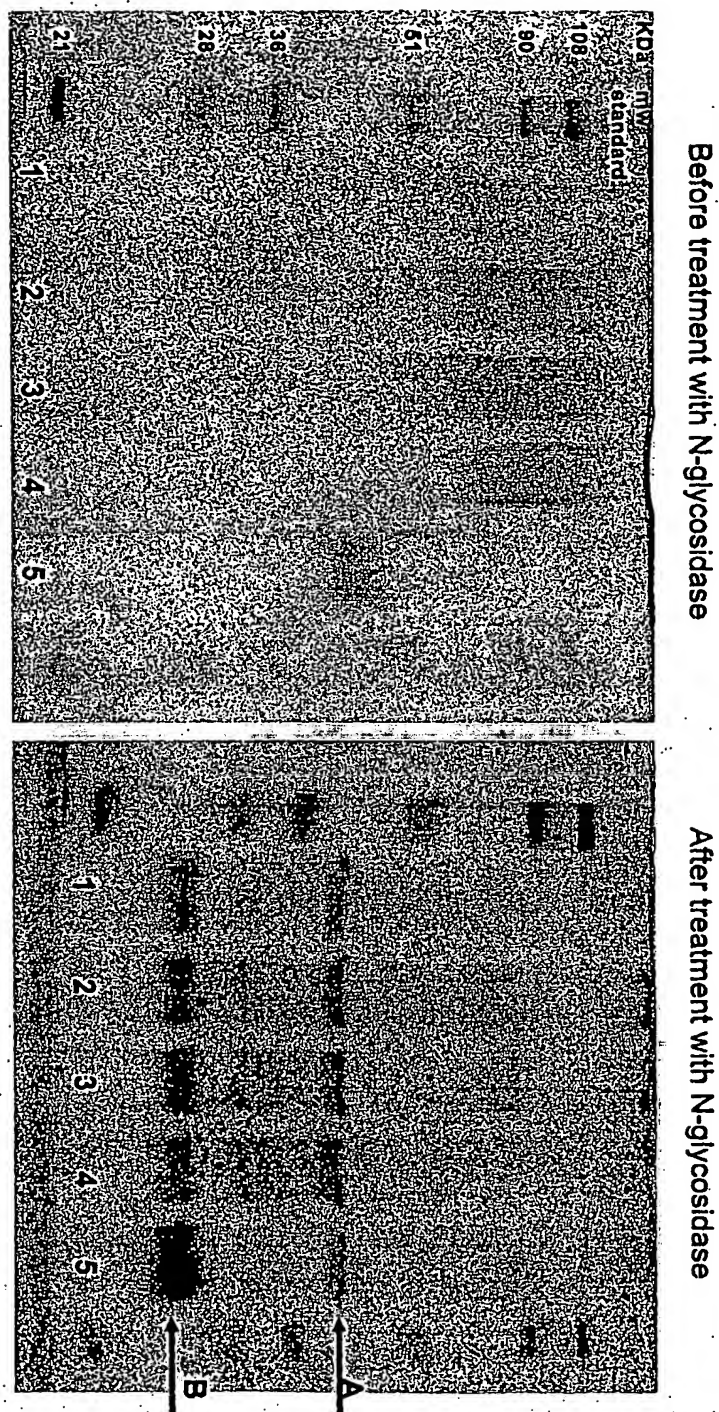 Before treatment with N-glycosidase
KDa mw
standard
108
90
51
36
28
21
1 2 3 4 5
After treatment with N-glycosidase
1 2 3 4 5
A
B